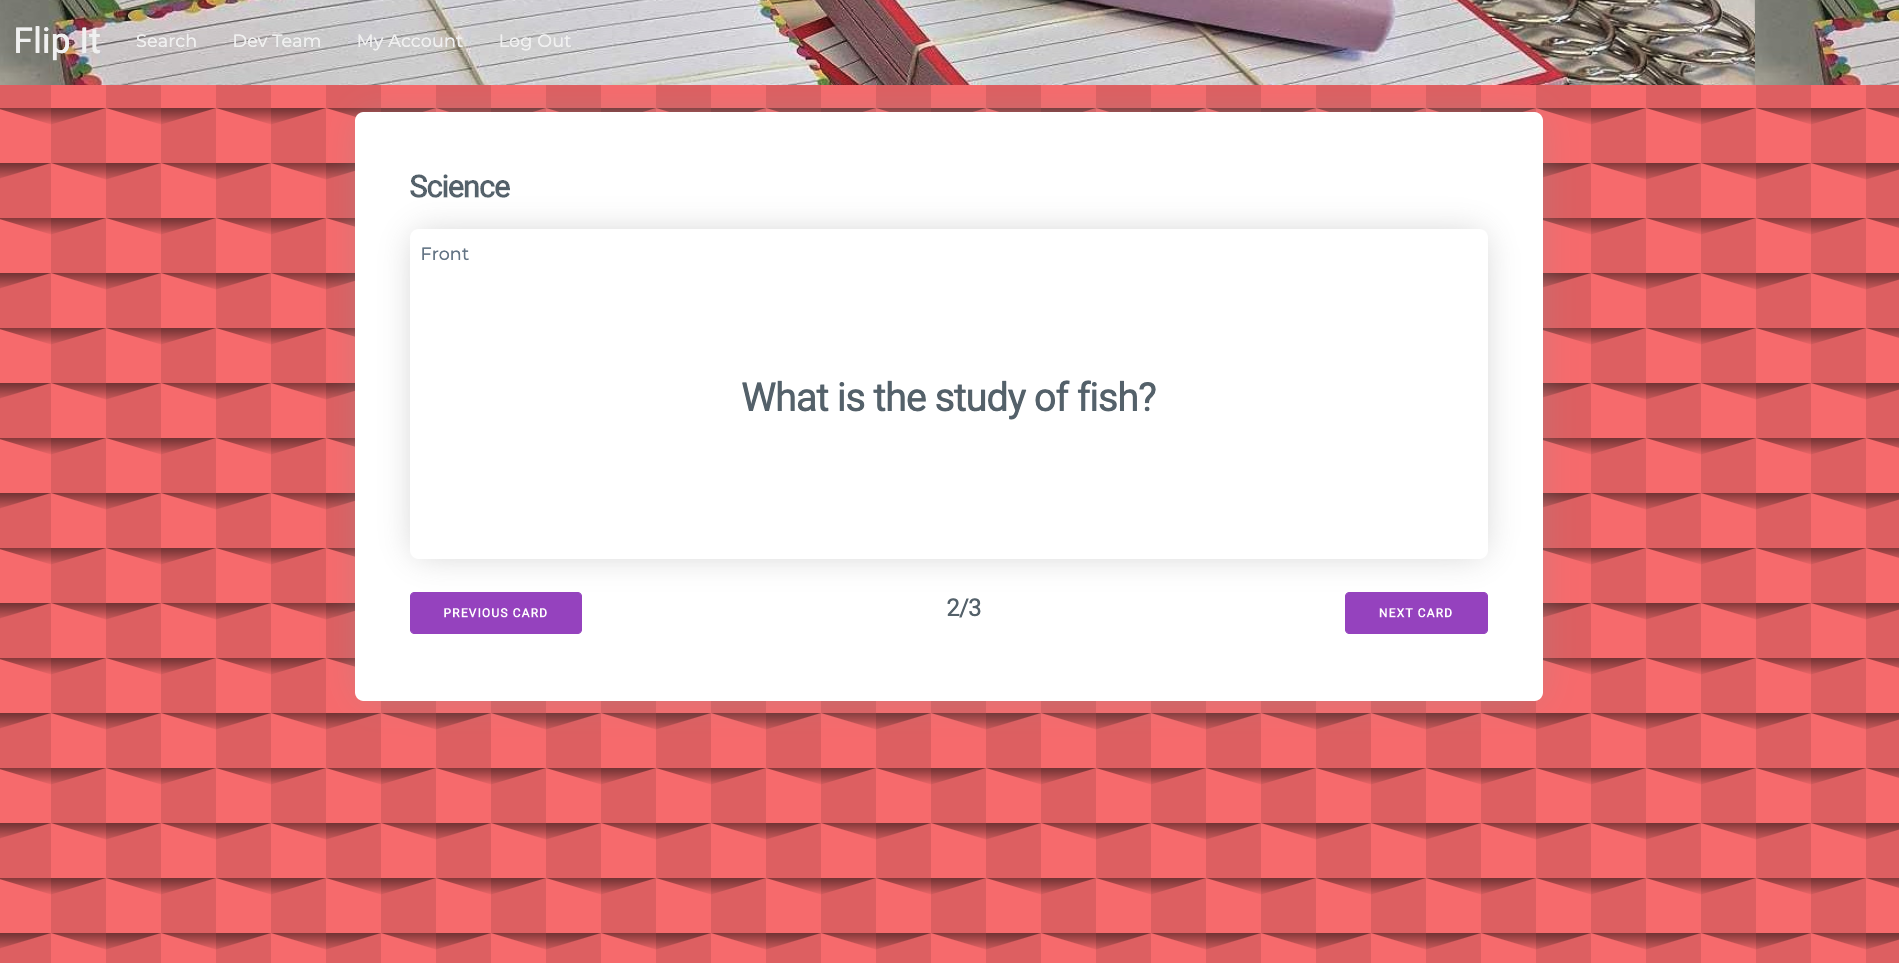 Flip It Search Dev Team My Account Log Out
Science
Front
What is the study of fish?
PREVIOUS CARD 2/3 NEXT CARD